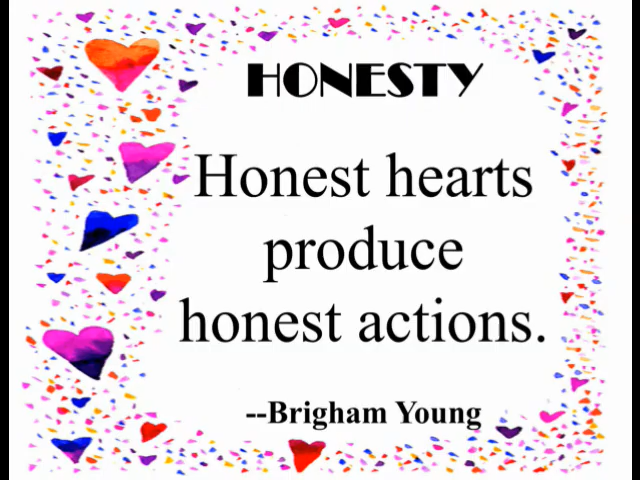 HONESTY
Honest hearts
produce
honest actions.
--Brigham Young